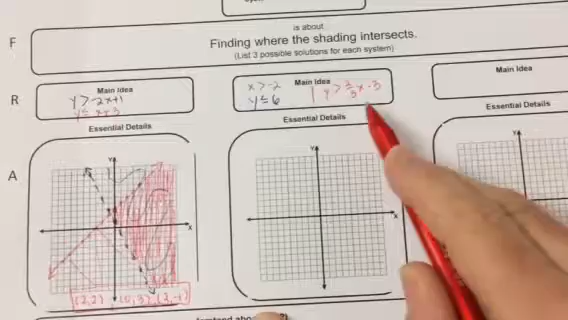 is about
F
Finding where the shading intersects.
(List 3 possible solutions for each system)
R
Main Idea
y > -2x+1
y ≤ x+3
Main Idea
x > -2
y ≤ 6
y > 2/3x - 3
Main Idea
Essential Details
Essential Details
Essential Details
A
Y
X
Y
X
Y
(2,2) (0,3) (3,-1)